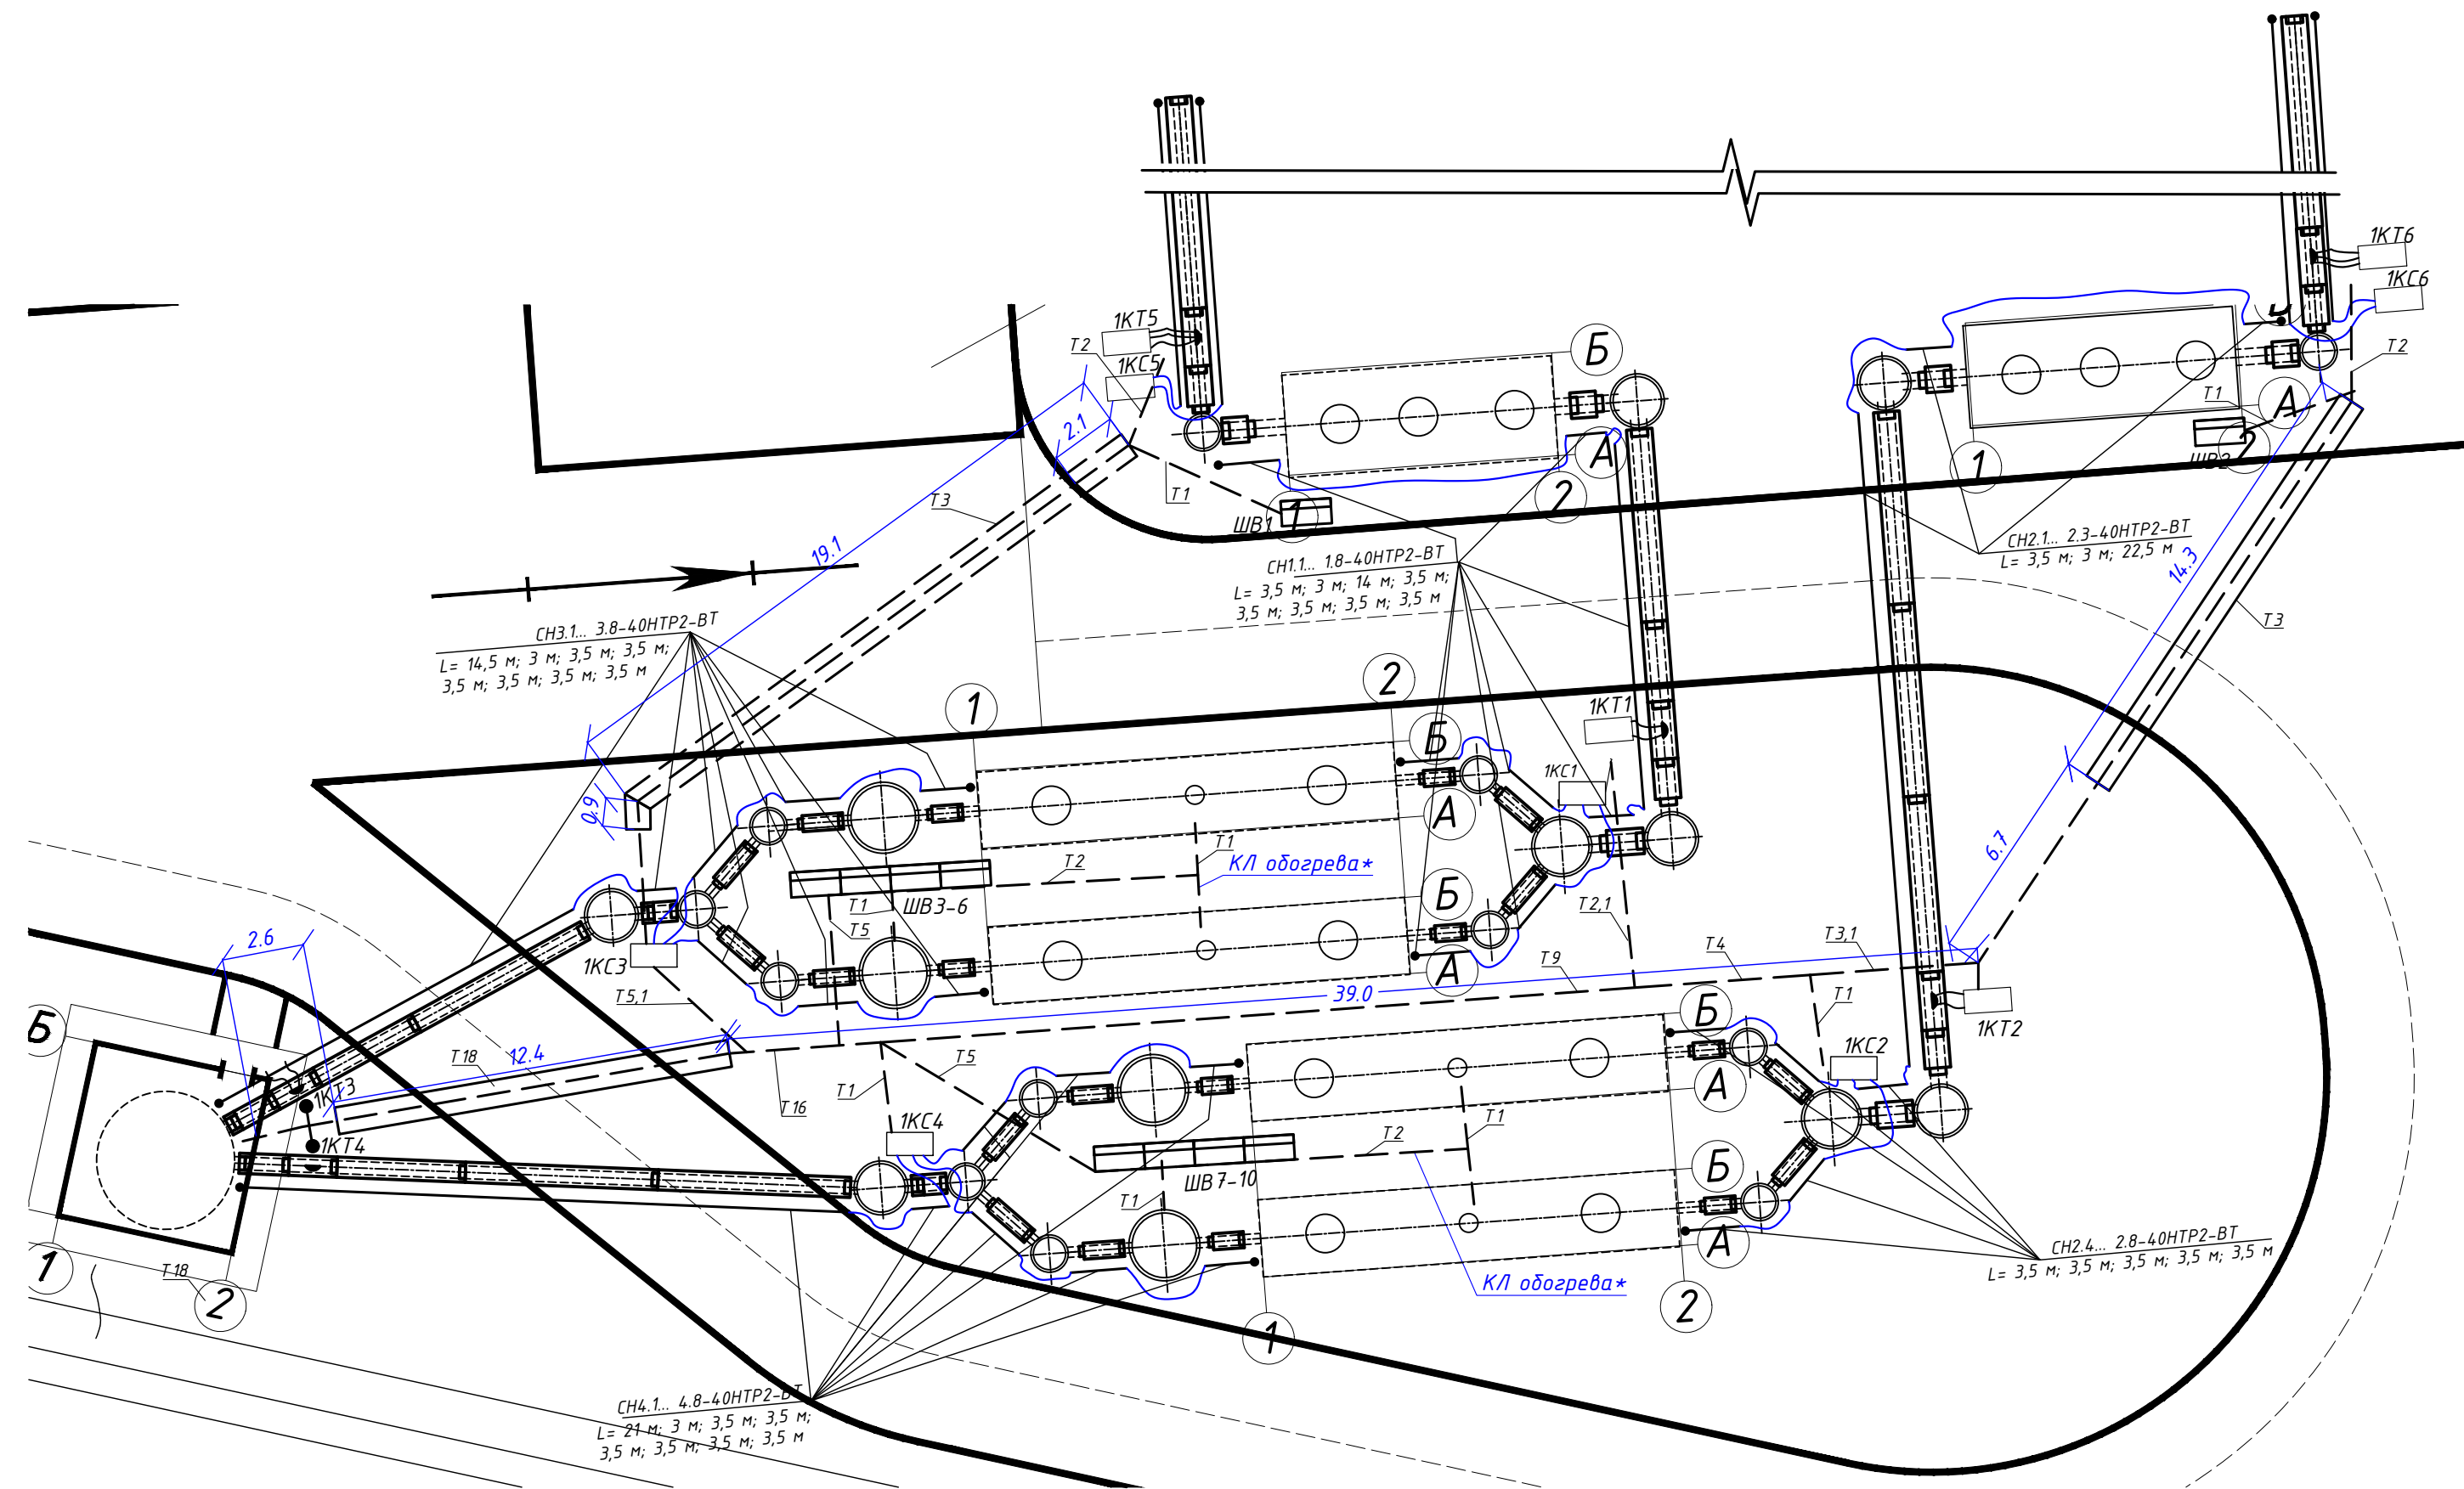 1КТ6
1КС6
1КТ5
Т2
1КС5
Б
Т2
Т1
А
2.1
А
1
2
Т3
Т1
2
ШВ2
ШВ1
1
19.1
СН1.1... 1.8-40НТР2-ВТ
L= 3,5 м; 3 м; 14 м; 3,5 м;
3,5 м; 3,5 м; 3,5 м; 3,5 м
СН2.1... 2.3-40НТР2-ВТ
L= 3,5 м; 3 м; 22,5 м
14.3
Т3
СН3.1... 3.8-40НТР2-ВТ
L= 14,5 м; 3 м; 3,5 м; 3,5 м;
3,5 м; 3,5 м; 3,5 м; 3,5 м
1
2
1КТ1
Б
1КС1
0.9
А
6.7
Т1
Т2
КЛ обогрева*
Т1
ШВ3-6
Б
Т2,1
Т5
2.6
1КС3
А
Т9
Т4
Т3,1
Т5,1
39.0
Б
Т1
Б
1КТ2
Т18
12.4
Т5
1КС2
А
1КТ3
Т1
Т16
1КС4
Т1
1КТ4
Т2
Б
ШВ7-10
Т1
А
1
Т18
2
КЛ обогрева*
СН2.4... 2.8-40НТР2-ВТ
L= 3,5 м; 3,5 м; 3,5 м; 3,5 м; 3,5 м
2
1
СН4.1... 4.8-40НТР2-ВТ
L= 21 м; 3 м; 3,5 м; 3,5 м;
3,5 м; 3,5 м; 3,5 м; 3,5 м